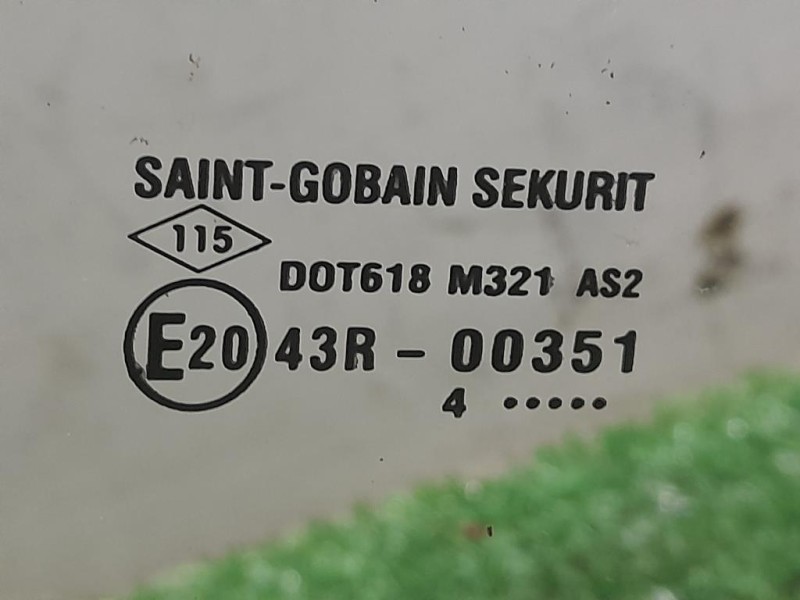 SAINT-GOBAIN SEKURIT
115
DOT618 M321 AS2
E20 43R - 00351
4 •••••